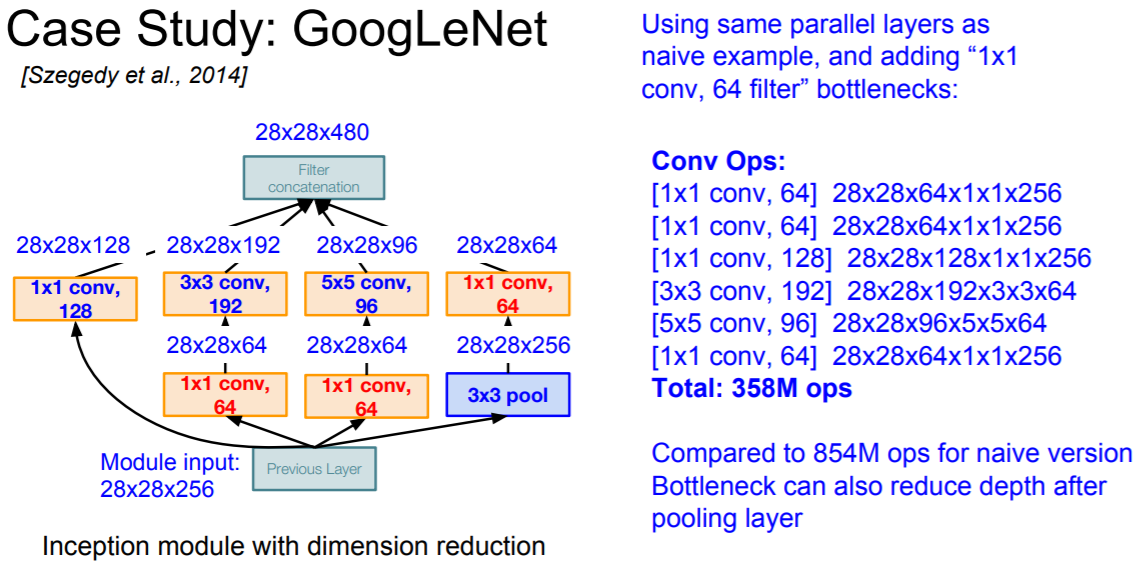 Case Study: GoogLeNet
[Szegedy et al., 2014]
28x28x480
Filter
concatenation
28x28x128
28x28x192
28x28x96
28x28x64
1x1 conv,
128
3x3 conv,
192
5x5 conv,
96
1x1 conv,
64
28x28x64
28x28x64
28x28x256
1x1 conv,
64
1x1 conv,
64
3x3 pool
Module input:
28x28x256
Previous Layer
Inception module with dimension reduction
Using same parallel layers as
naive example, and adding “1x1
conv, 64 filter” bottlenecks:
Conv Ops:
[1x1 conv, 64] 28x28x64x1x1x256
[1x1 conv, 64] 28x28x64x1x1x256
[1x1 conv, 128] 28x28x128x1x1x256
[3x3 conv, 192] 28x28x192x3x3x64
[5x5 conv, 96] 28x28x96x5x5x64
[1x1 conv, 64] 28x28x64x1x1x256
Total: 358M ops
Compared to 854M ops for naive version
Bottleneck can also reduce depth after
pooling layer